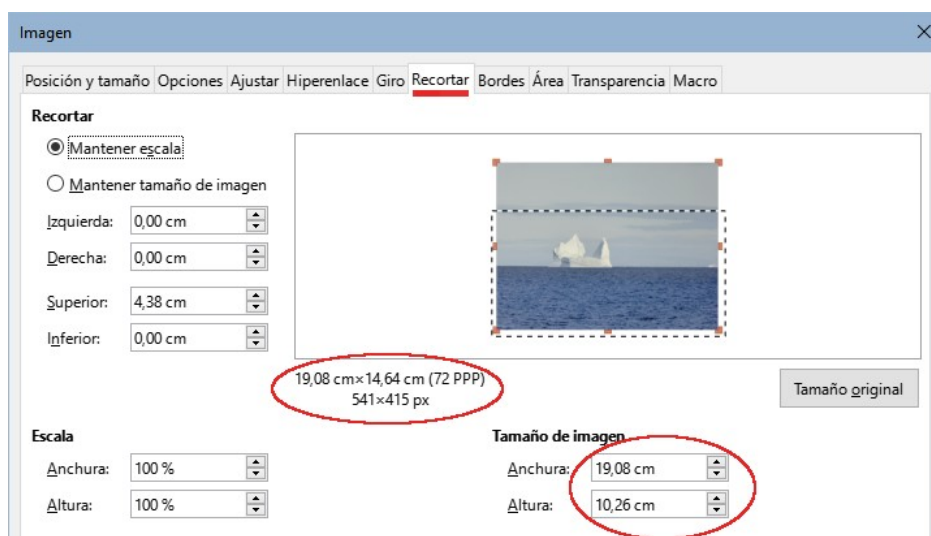 Imagen
Posición y tamaño Opciones Ajustar Hiperenlace Giro Recortar Bordes Área Transparencia Macro
Recortar
Mantener escala
Mantener tamaño de imagen
Izquierda: 0,00 cm
Derecha: 0,00 cm
Superior: 4,38 cm
Inferior: 0,00 cm
19,08 cm×14,64 cm (72 PPP)
541×415 px
Tamaño original
Escala
Anchura: 100 %
Altura: 100 %
Tamaño de imagen
Anchura: 19,08 cm
Altura: 10,26 cm